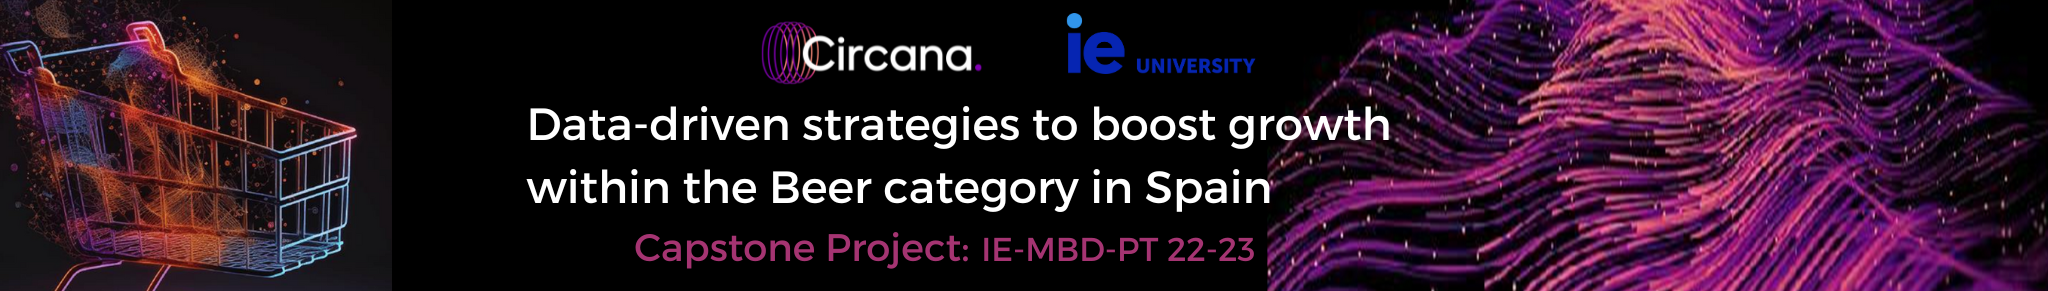 Circana.
ie UNIVERSITY
Data-driven strategies to boost growth
within the Beer category in Spain
Capstone Project: IE-MBD-PT 22-23